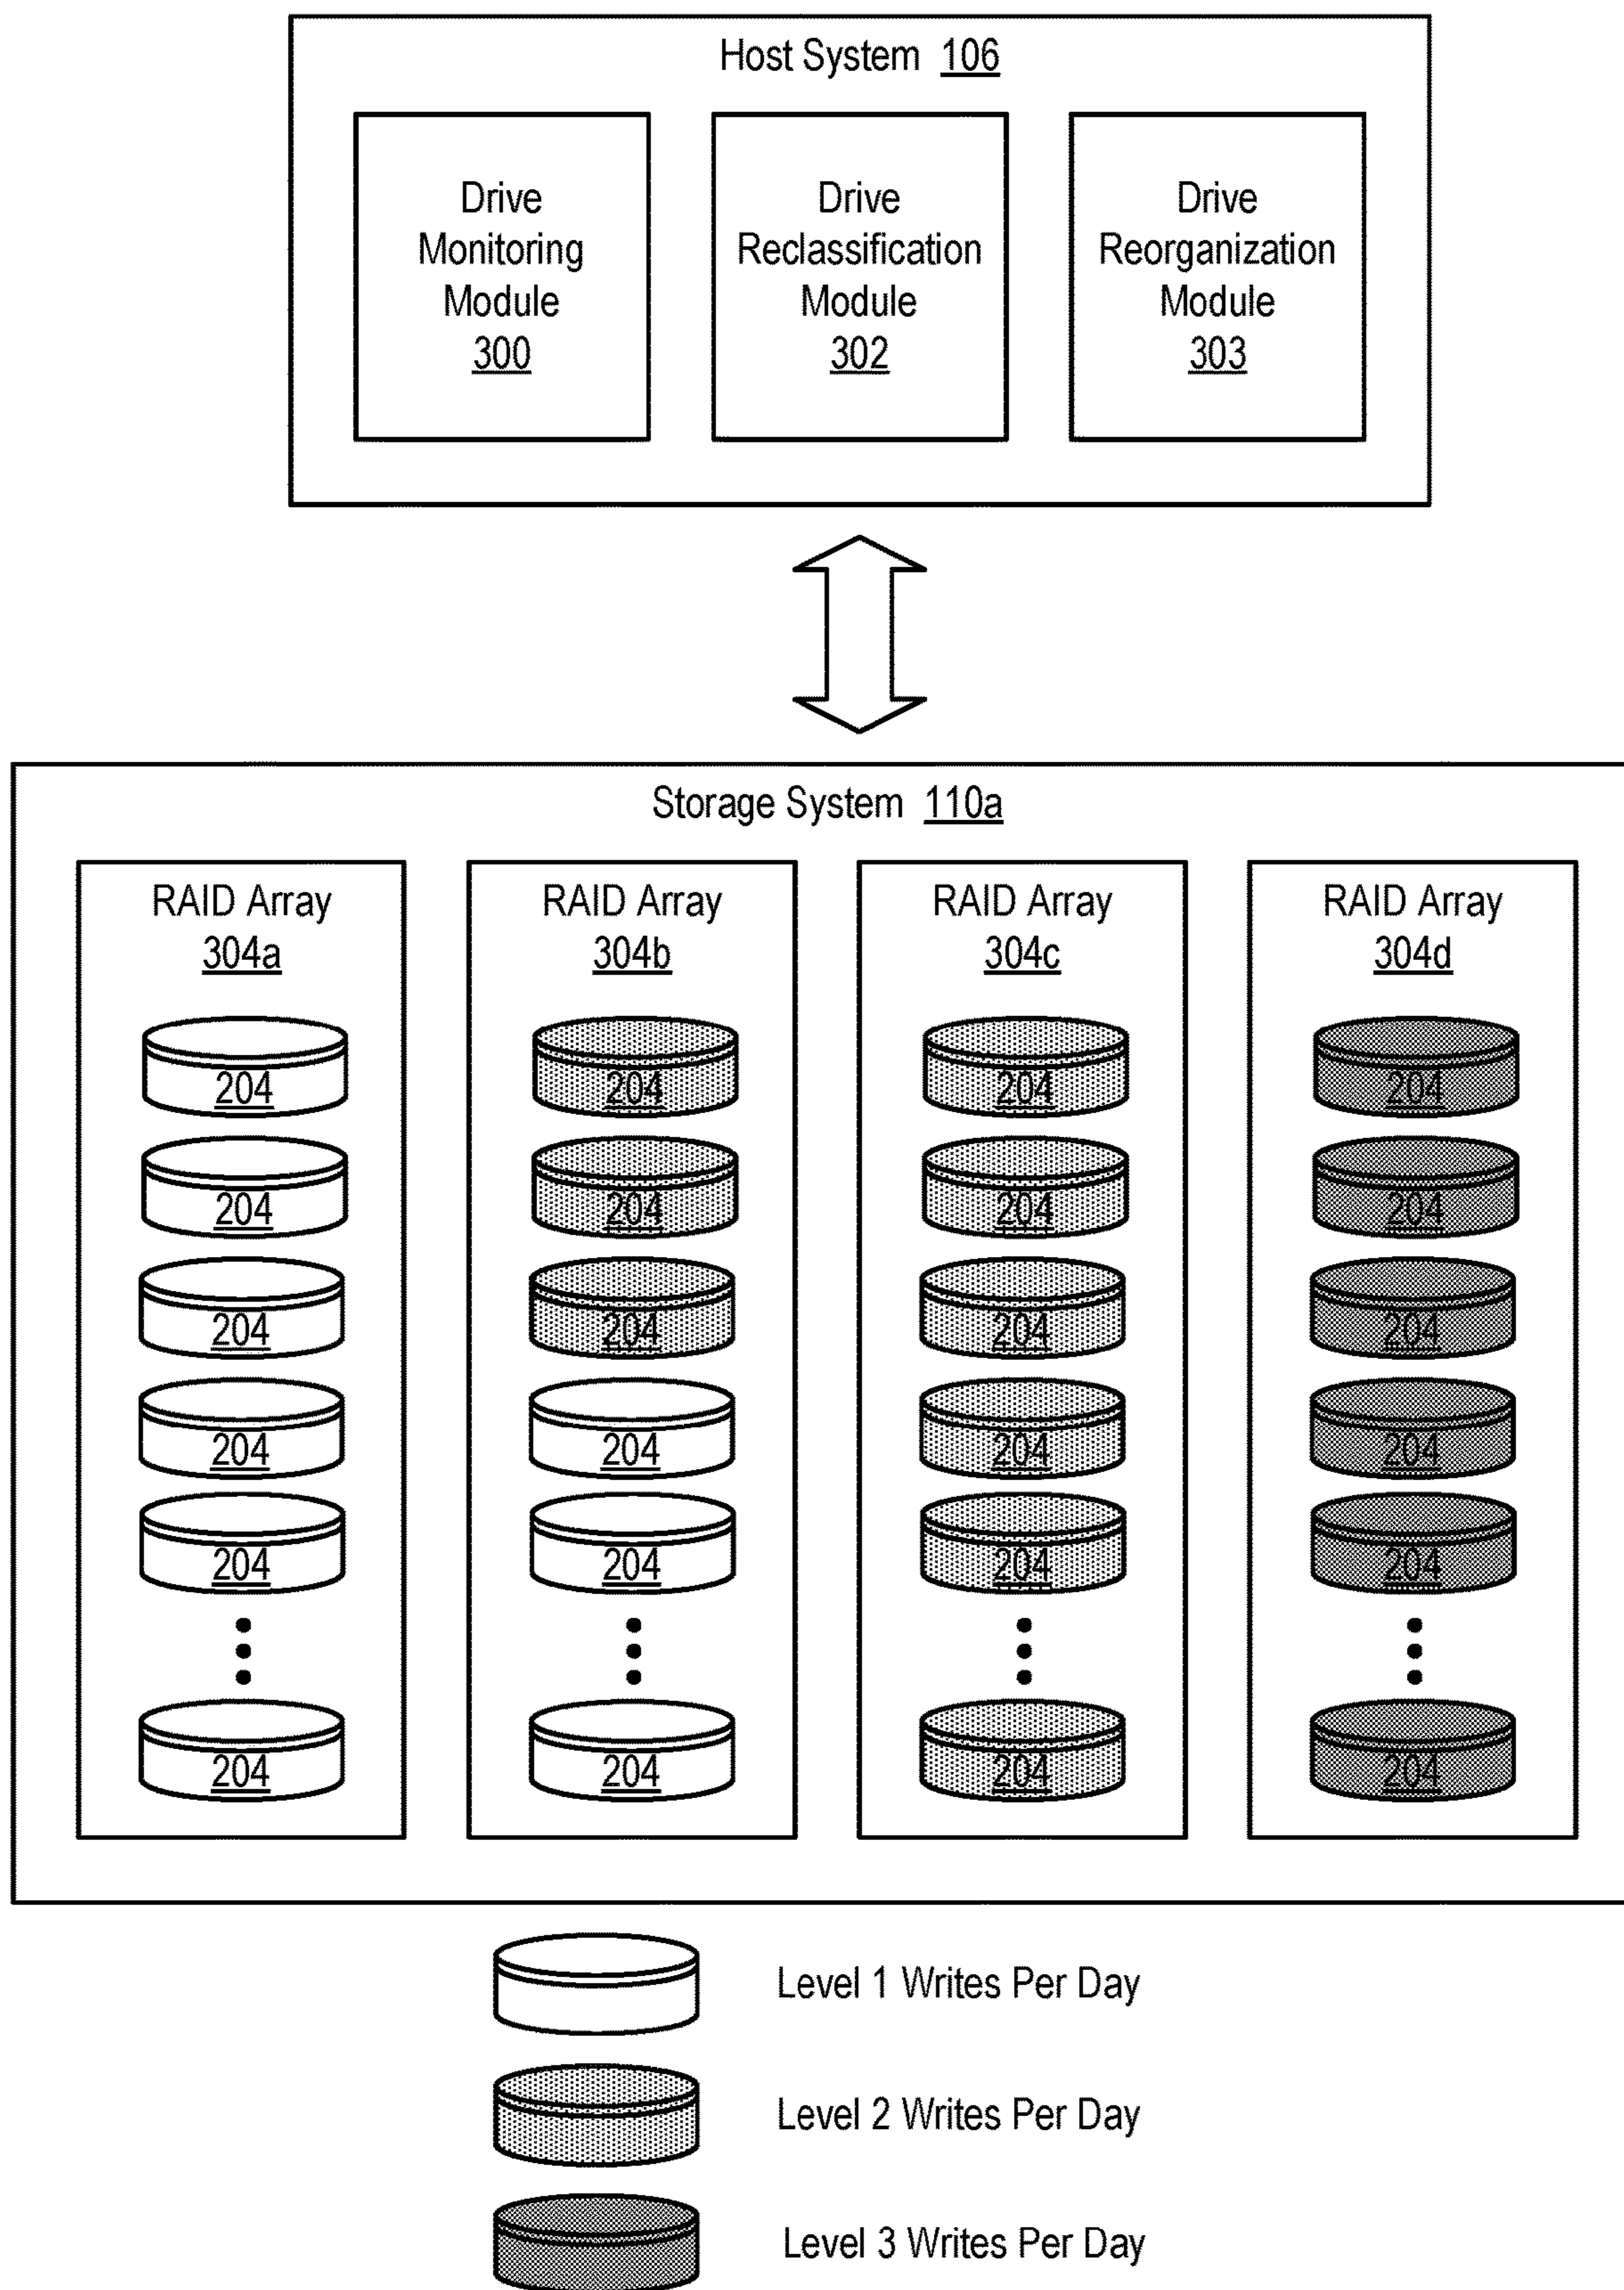 Host System 106
Drive
Monitoring
Module
300
Drive
Reclassification
Module
302
Drive
Reorganization
Module
303
Storage System 110a
RAID Array
304a
204
204
204
204
204
204
RAID Array
304b
204
204
204
204
204
204
RAID Array
304c
204
204
204
204
204
204
RAID Array
304d
204
204
204
204
204
204
Level 1 Writes Per Day
Level 2 Writes Per Day
Level 3 Writes Per Day